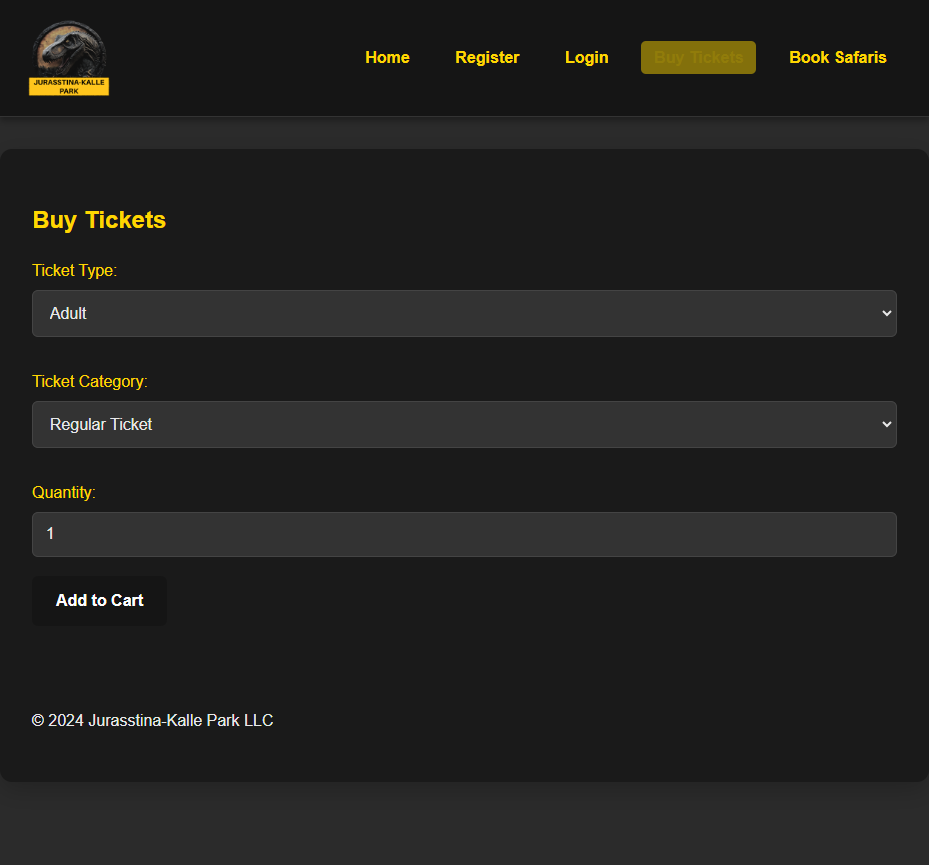 JURASSTINA-KALLE
PARK
Home Register Login Buy Tickets Book Safaris
Buy Tickets
Ticket Type:
Adult
Ticket Category:
Regular Ticket
Quantity:
1
Add to Cart
© 2024 Jurasstina-Kalle Park LLC